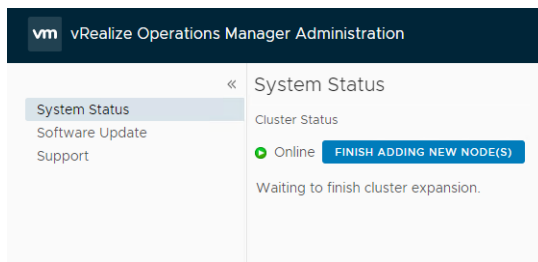 vm vRealize Operations Manager Administration
«
System Status
System Status
Software Update
Support
Cluster Status
Online FINISH ADDING NEW NODE(S)
Waiting to finish cluster expansion.